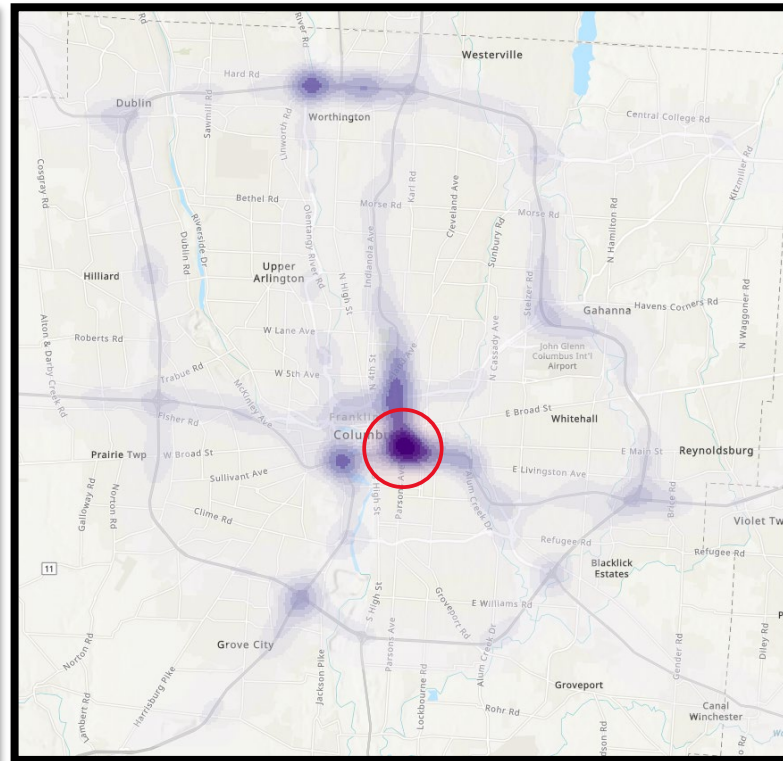 River Rd
Westerville
Hard Rd
Dublin
Worthington
Sawmill Rd
Linworth Rd
Central College Rd
Kitzmiller Rd
Cosgray Rd
Karl Rd
Bethel Rd
Morse Rd
Cleveland Ave
Morse Rd
N Hamilton Rd
Riverside Dr
Dublin Rd
Olentangy River Rd
Indianola Ave
Sunbury Rd
Hilliard
Upper
Arlington
N High St
Stelzer Rd
Gahanna
Havens Corners Rd
N Waggoner Rd
Alton & Darby Creek Rd
Roberts Rd
W Lane Ave
N 4th St
N Cassady Ave
John Glenn
Columbus Int'l
Airport
Trabue Rd
W 5th Ave
McKinley Ave
Fisher Rd
E Broad St
Whitehall
Prairie Twp
W Broad St
E Main St
Reynoldsburg
Galloway Rd
Norton Rd
Sullivant Ave
High St
Parsons Ave
E Livingston Ave
Alum Creek Dr
Brice Rd
Clime Rd
Violet Tw
Refugee Rd
Refugee Rd
11
Blacklick
Estates
S High St
Groveport Rd
E Williams Rd
Norton Rd
Grove City
Parsons Ave
Alum Creek Dr
Gender Rd
Diley Rd
Lambert Rd
Harrisburg Pike
Jackson Pike
Lockbourne Rd
Groveport
Rohr Rd
Canal
Winchester